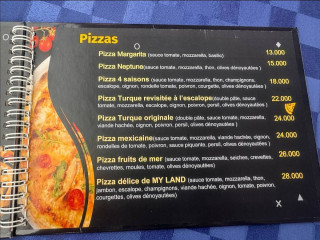 Pizzas
Pizza Margarita (sauce tomate, mozzarella, basilic) 13.000
Pizza Neptune (sauce tomate, mozzarella, thon, olives dénoyautées) 15.000
Pizza 4 saisons (sauce tomate, mozzarella, thon, champignons,
escalope, oignon, rondelle tomate, poivron, courgette, olives dénoyautées) 18.000
Pizza Turque revisitée à l'escalope (double pâte, sauce
tomate, mozzarella, escalope, oignon, poivron, persil, olives dénoyautées) 22.000
Pizza Turque originale (double pâte, sauce tomate, mozzarella,
viande hachée, oignon, poivron, persil, olives dénoyautées) 24.000
Pizza mexicaine (sauce tomate, mozzarella, viande hachée, oignon,
rondelles de tomate, poivron, sauce piquante, persil, olives dénoyautées) 24.000
Pizza fruits de mer (sauce tomate, mozzarella, seiches, crevettes,
chevrettes, moules, tomate, olives dénoyautées) 26.000
Pizza délice de MY LAND (sauce tomate, mozzarella, thon,
jambon, escalope, champignons, viande hachée, oignon, tomate, poivron,
courgettes, olives dénoyautées) 28.000